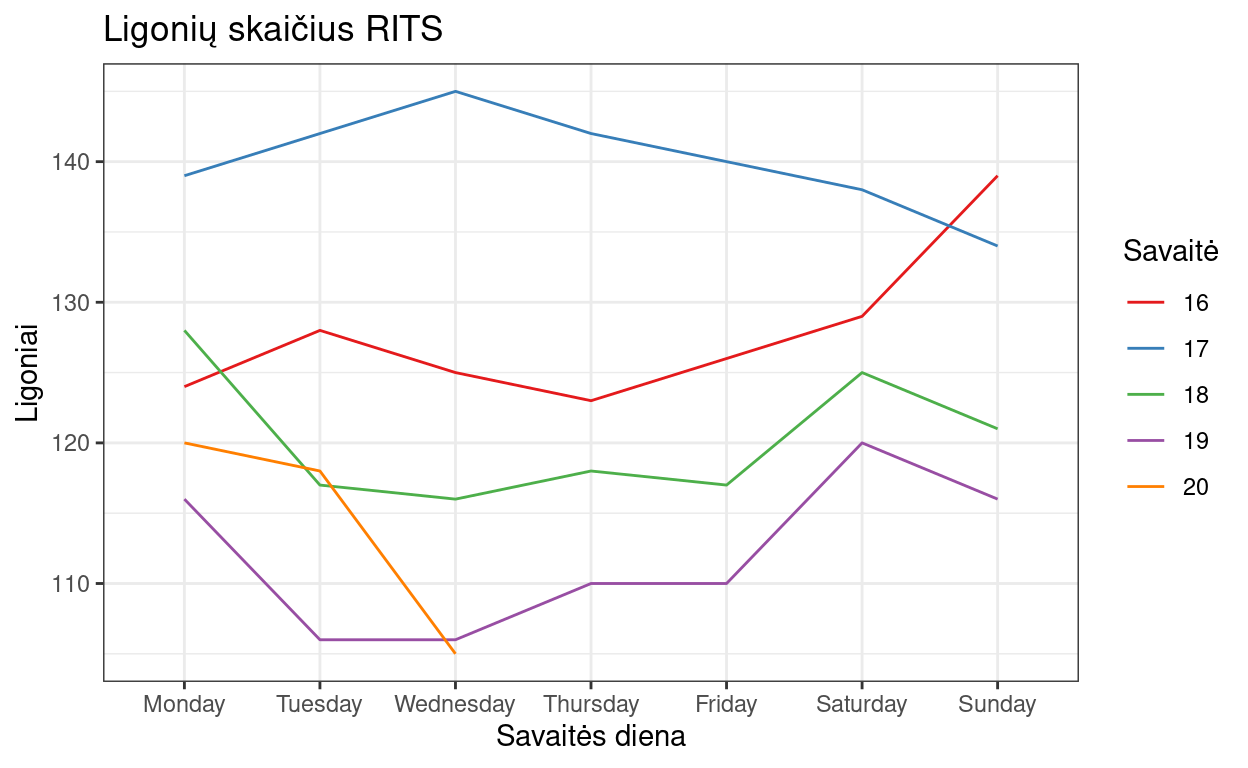 Ligonių skaičius RITS
Ligoniai
140
130
120
110
Monday Tuesday Wednesday Thursday Friday Saturday Sunday
Savaitės diena
Savaitė
16
17
18
19
20